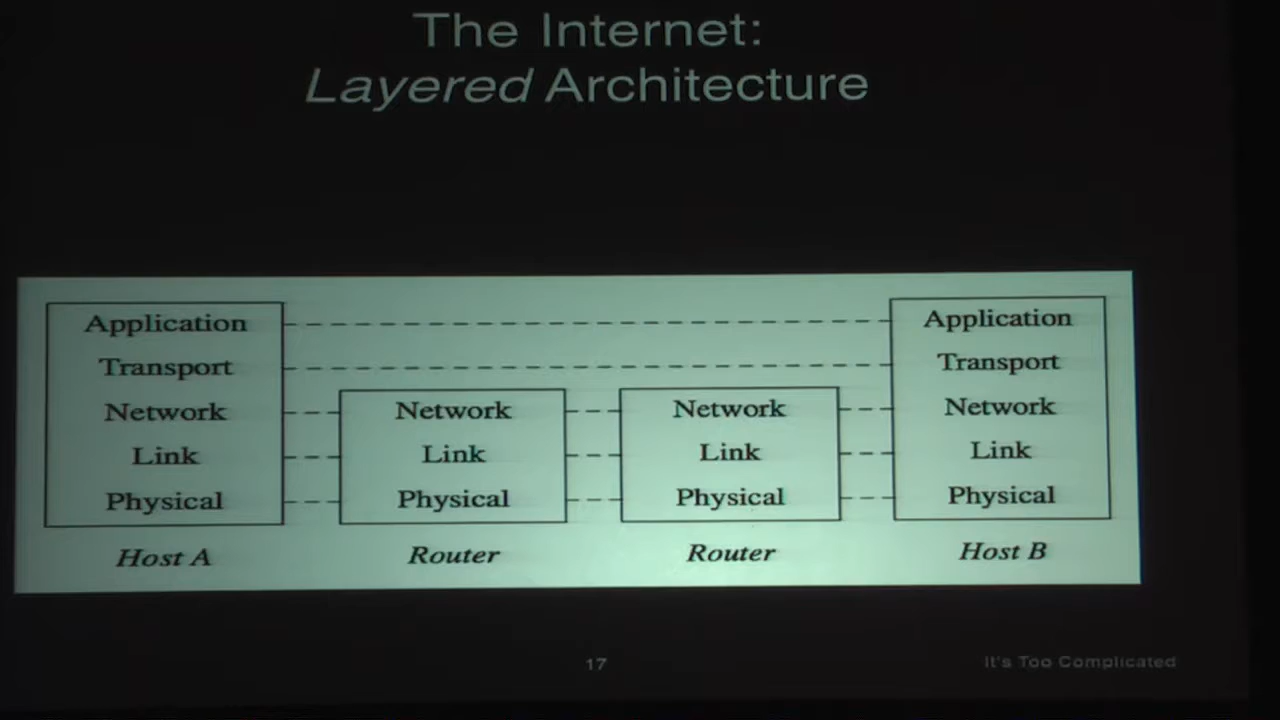 The Internet:
Layered Architecture
Application
Transport
Network
Link
Physical
Host A
Network
Link
Physical
Router
Network
Link
Physical
Router
Application
Transport
Network
Link
Physical
Host B
17
It's Too Complicated